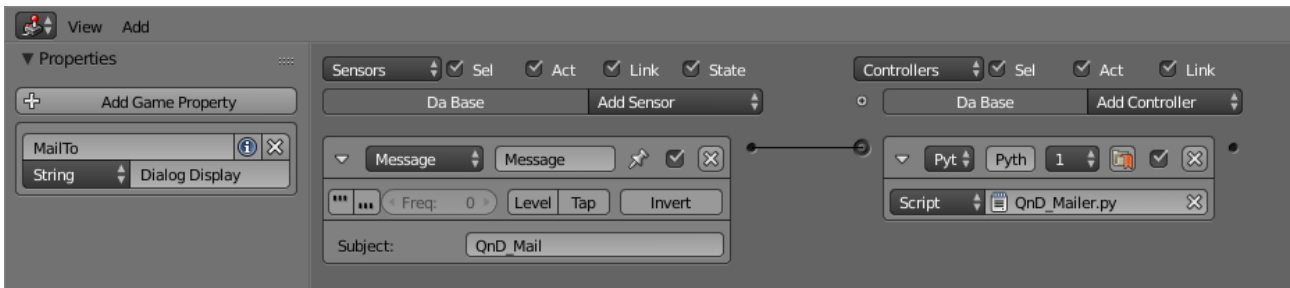 View Add
Properties
Add Game Property
MailTo
String Dialog Display
Sensors Sel Act Link State
Da Base Add Sensor
Message Message
Freq: 0 Level Tap Invert
Subject: QnD_Mail
Controllers Sel Act Link
Da Base Add Controller
Pyt Pyth 1
Script QnD_Mailer.py